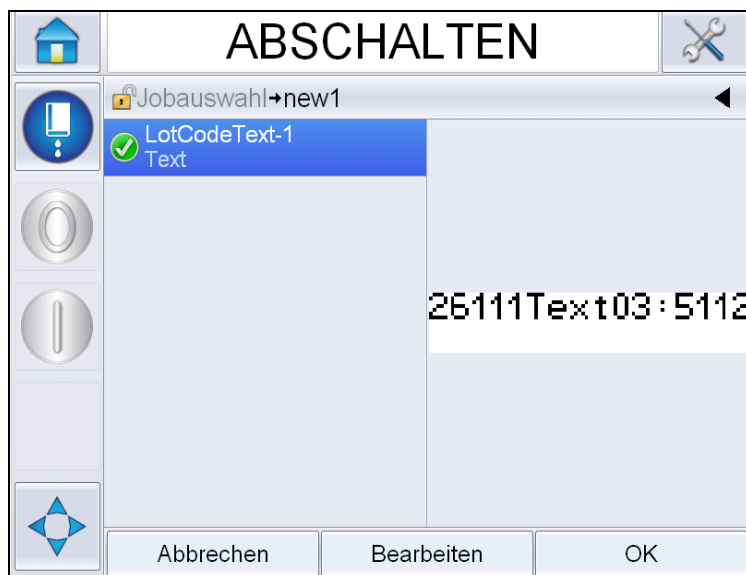 ABSCHALTEN
Jobauswahl→new1
LotCodeText-1
Text
26111Text03:5112
Abbrechen
Bearbeiten
OK